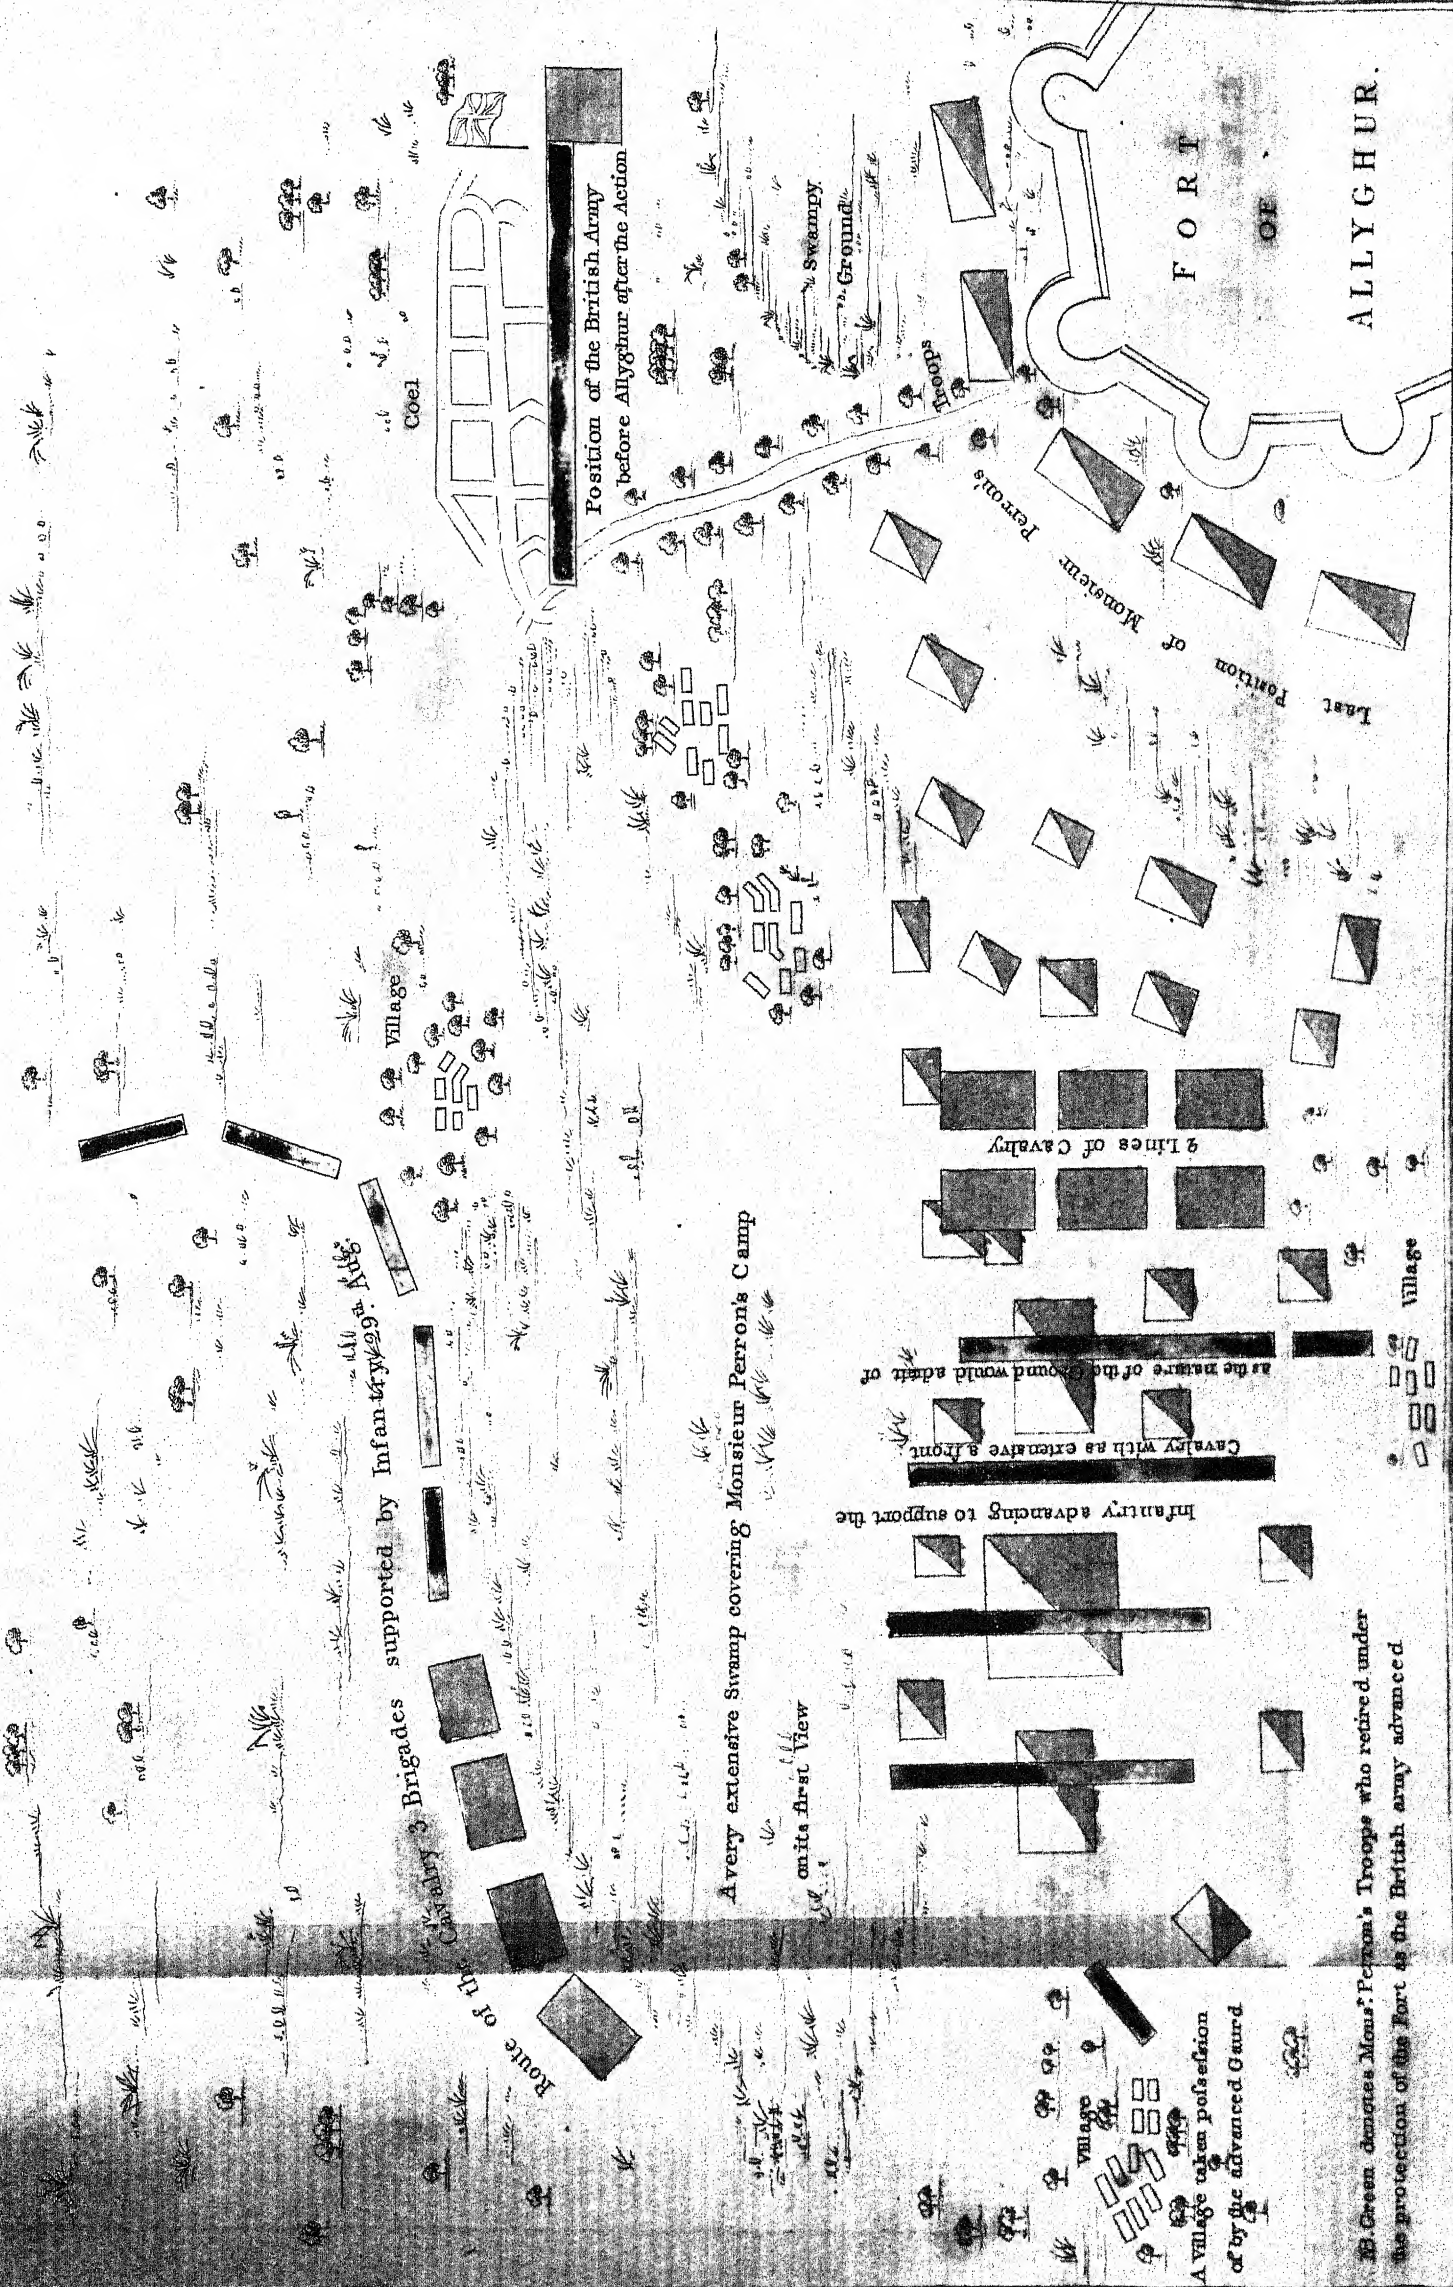 Route of the Cavalry 3 Brigades supported by Infantry 29th. Aug.
Village
Coel
Position of the British Army
before Allyghur after the Action
Swampy
Ground
FORT
OF
ALLYGHUR.
Last Position of Monsieur Perron's Troops
A very extensive Swamp covering Monsieur Perron's Camp
on its first View
2 Lines of Cavalry
Infantry advancing to support the
Cavalry with as extensive a front
as the nature of the Ground would admit of
Village
Village
A Village taken poſseſsion
of by the advanced Gaurd
NB. Green denotes Monsr. Perron's Troops who retired under
the protection of the Fort as the British army advanced